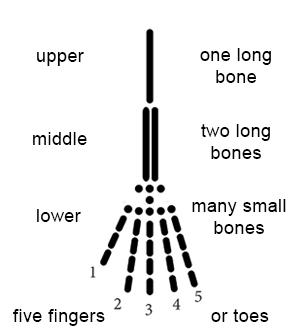 upper
one long
bone
middle
two long
bones
lower
many small
bones
1
2
3
4
5
five fingers
or toes